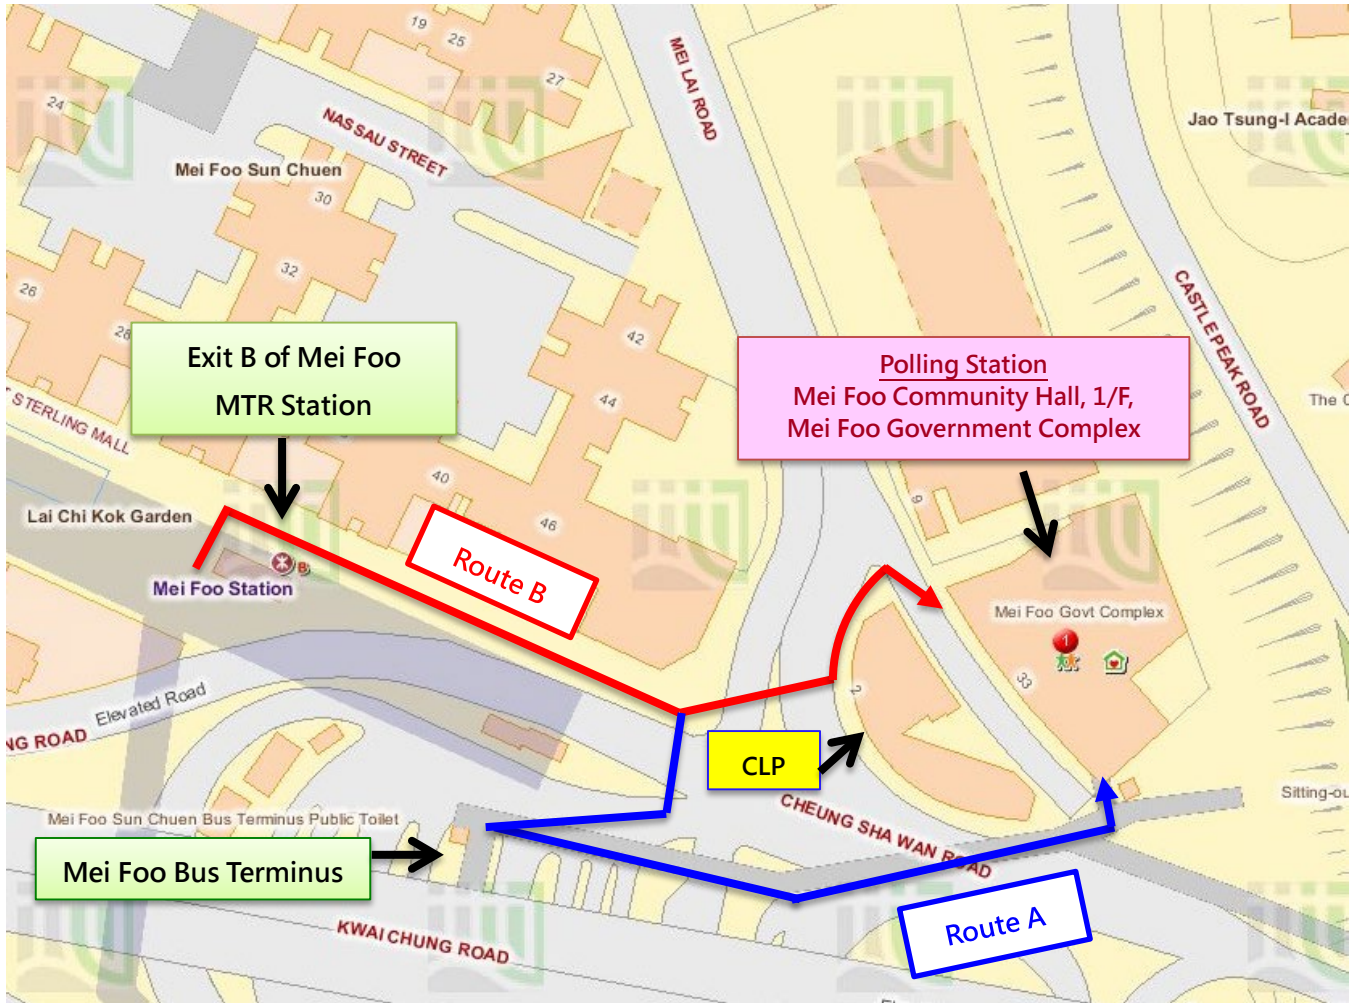 19
25
27
24
MEI LAI ROAD
Jao Tsung-I Acade
NASSAU STREET
Mei Foo Sun Chuen
30
32
26
28
42
CASTLE PEAK ROAD
Exit B of Mei Foo
MTR Station
Polling Station
Mei Foo Community Hall, 1/F,
Mei Foo Government Complex
The C
STERLING MALL
44
40
46
9
Lai Chi Kok Garden
Route B
B
Mei Foo Station
Mei Foo Govt Complex
1
33
2
Elevated Road
NG ROAD
CLP
CHEUNG SHA WAN ROAD
Sitting-ou
Mei Foo Sun Chuen Bus Terminus Public Toilet
Mei Foo Bus Terminus
Route A
KWAI CHUNG ROAD